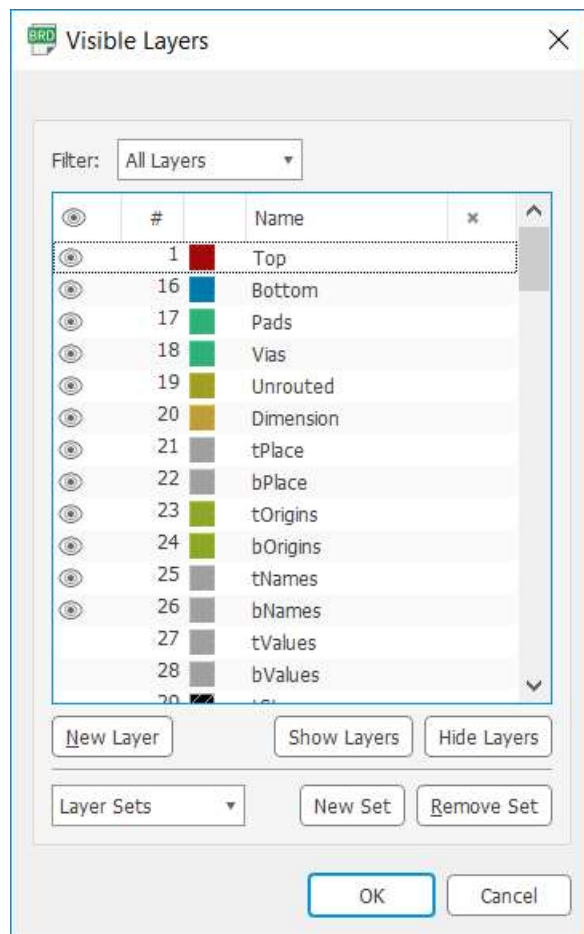 BRD Visible Layers
Filter: All Layers
# Name
1 Top
16 Bottom
17 Pads
18 Vias
19 Unrouted
20 Dimension
21 tPlace
22 bPlace
23 tOrigins
24 bOrigins
25 tNames
26 bNames
27 tValues
28 bValues
New Layer Show Layers Hide Layers
Layer Sets New Set Remove Set
OK Cancel